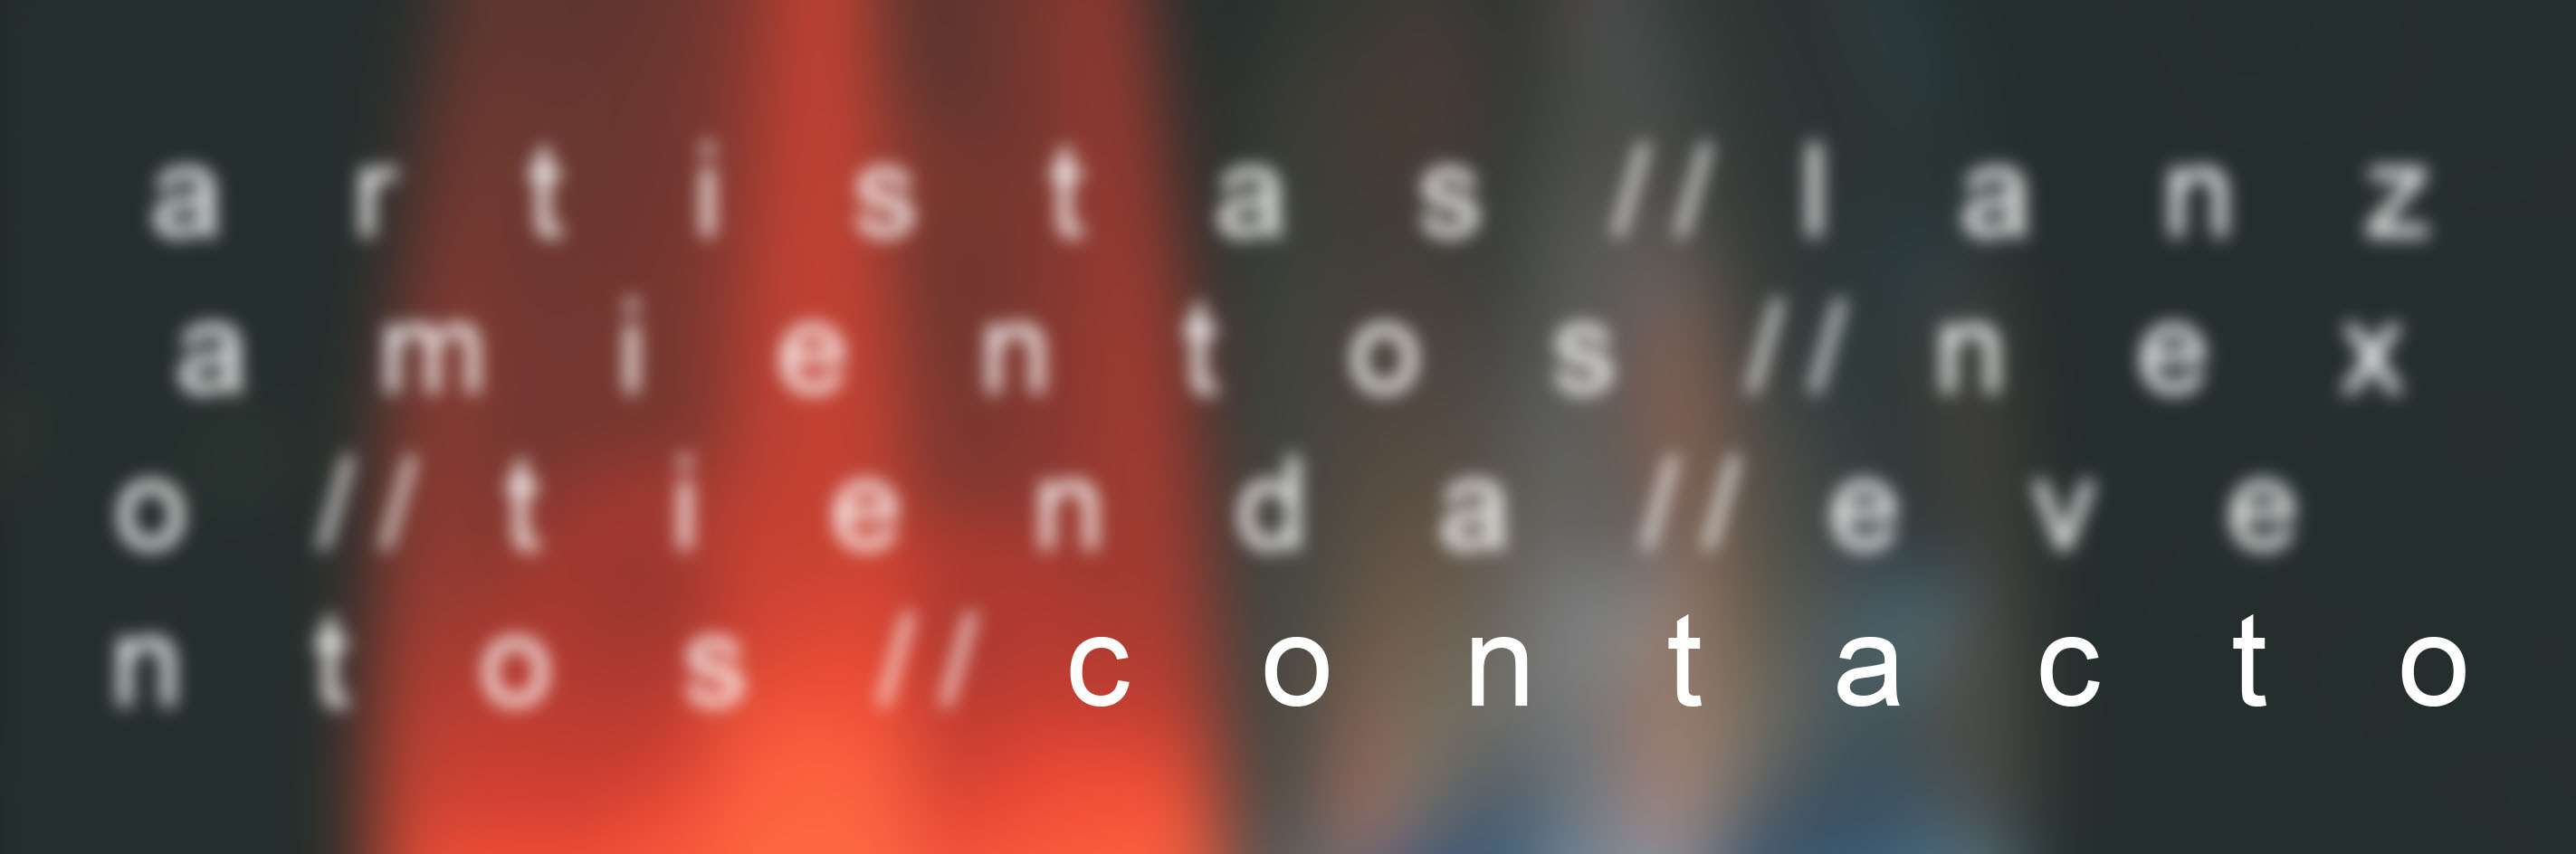 a r t i s t a s // l a n z
a m i e n t o s // n e x
o // t i e n d a // e v e
n t o s // c o n t a c t o